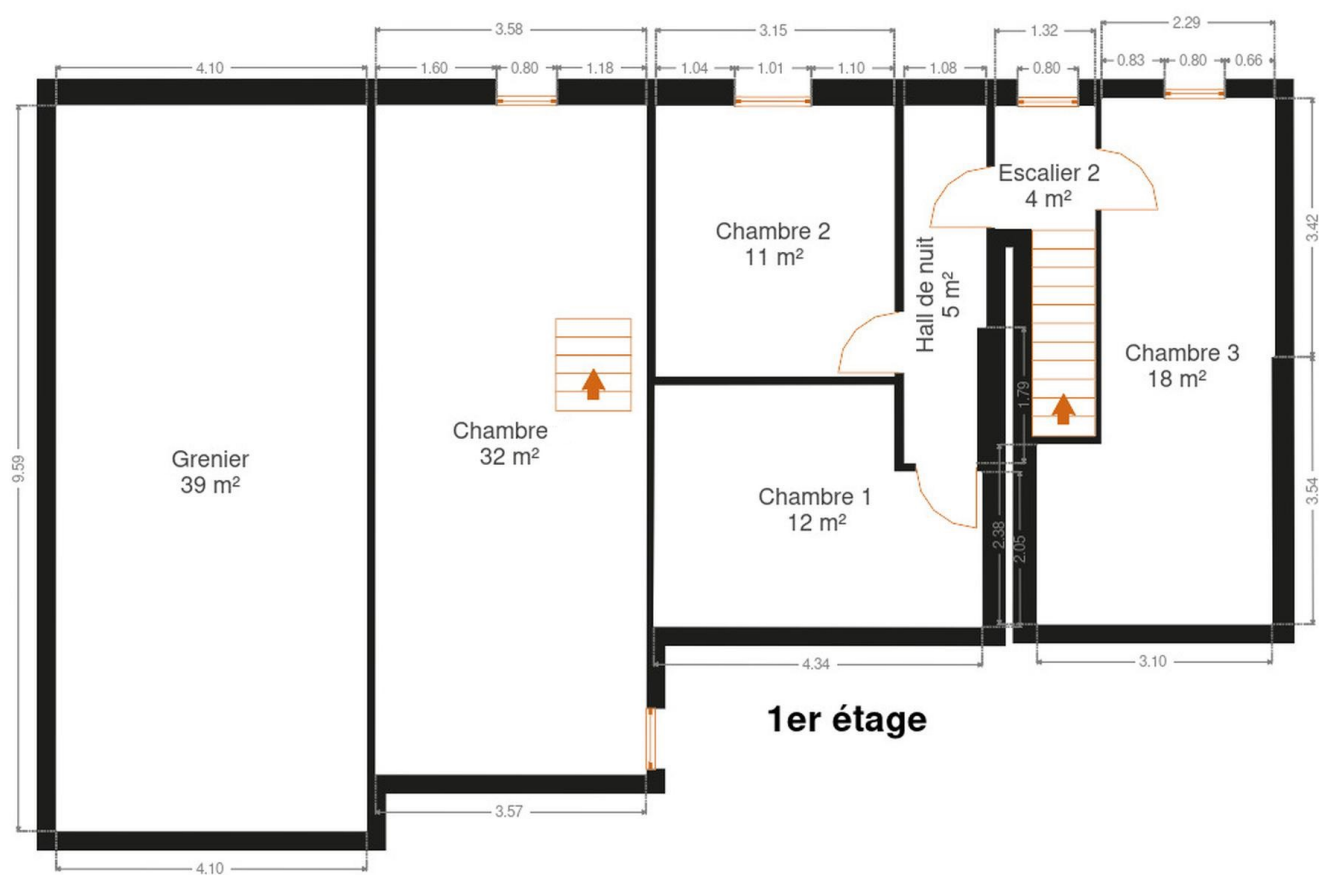 3.58
3.15
1.32
2.29
4.10
1.60
0.80
1.18
1.04
1.01
1.10
1.08
0.80
0.83
0.80
0.66
Escalier 2
4 m²
Chambre 2
11 m²
Hall de nuit
5 m²
3.42
Chambre 3
18 m²
1.79
Chambre
32 m²
Grenier
39 m²
9.59
Chambre 1
12 m²
2.38
2.05
3.54
4.34
3.10
1er étage
3.57
4.10